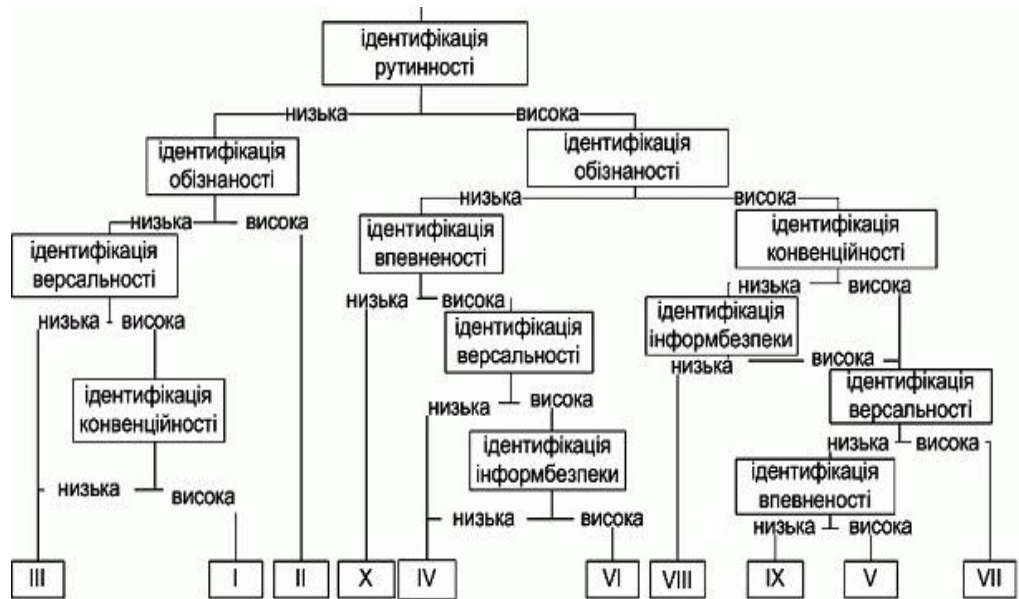 ідентифікація
рутинності
низька
висока
ідентифікація
обізнаності
ідентифікація
обізнаності
низька
висока
низька
висока
ідентифікація
версальності
ідентифікація
впевненості
ідентифікація
конвенційності
низька
висока
низька
висока
низька
висока
ідентифікація
версальності
ідентифікація
інформбезпеки
низька
висока
ідентифікація
конвенційності
низька
висока
ідентифікація
інформбезпеки
ідентифікація
версальності
низька
висока
ідентифікація
впевненості
низька
висока
низька
висока
низька
висока
III
I
II
X
IV
VI
VIII
IX
V
VII